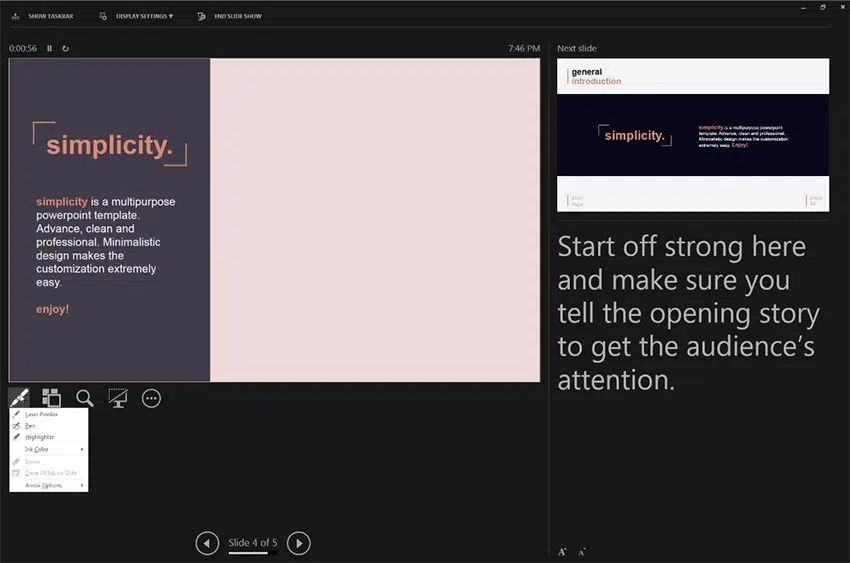 SHOW TASKBAR
DISPLAY SETTINGS ▼
END SLIDE SHOW
0:00:56
7:46 PM
simplicity.
simplicity is a multipurpose
powerpoint template.
Advance, clean and
professional. Minimalistic
design makes the
customization extremely
easy.
enjoy!
Laser Pointer
Pen
Highlighter
Ink Color
Eraser
Erase All Ink on Slide
Arrow Options
Slide 4 of 5
Next slide
general
introduction
simplicity.
simplicity is a multipurpose powerpoint
template. Advance, clean and professional.
Minimalistic design makes the customization
extremely easy. Enjoy!
your
logo
page
Start off strong here
and make sure you
tell the opening story
to get the audience's
attention.
A
A